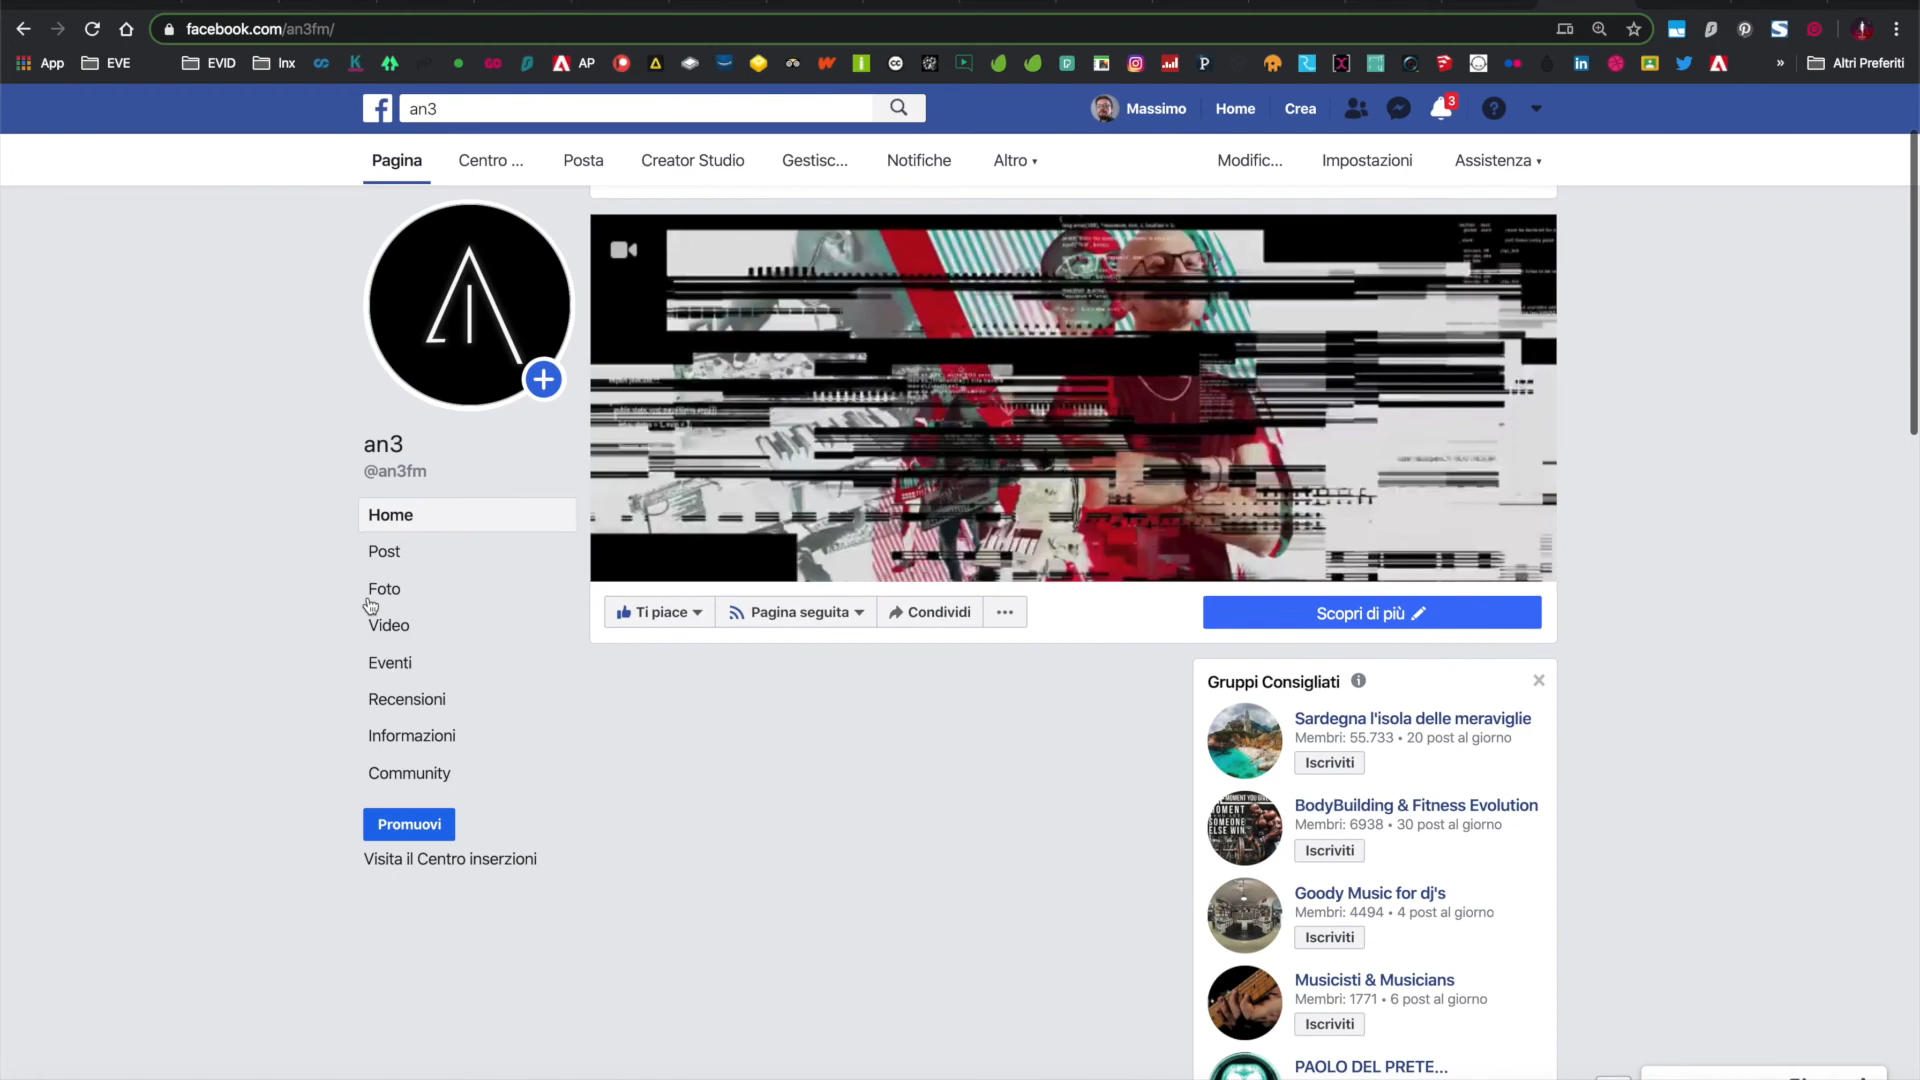 facebook.com/an3fm/
App
EVE
EVID
Inx
AP
Altri Preferiti
an3
Massimo
Home
Crea
3
Pagina
Centro ...
Posta
Creator Studio
Gestisc...
Notifiche
Altro
Modific...
Impostazioni
Assistenza
an3
@an3fm
Home
Post
Foto
Video
Eventi
Recensioni
Informazioni
Community
Promuovi
Visita il Centro inserzioni
Ti piace
Pagina seguita
Condividi
Scopri di più
Gruppi Consigliati
Sardegna l'isola delle meraviglie
Membri: 55.733 • 20 post al giorno
Iscriviti
BodyBuilding & Fitness Evolution
Membri: 6938 • 30 post al giorno
Iscriviti
Goody Music for dj's
Membri: 4494 • 4 post al giorno
Iscriviti
Musicisti & Musicians
Membri: 1771 • 6 post al giorno
Iscriviti
PAOLO DEL PRETE...